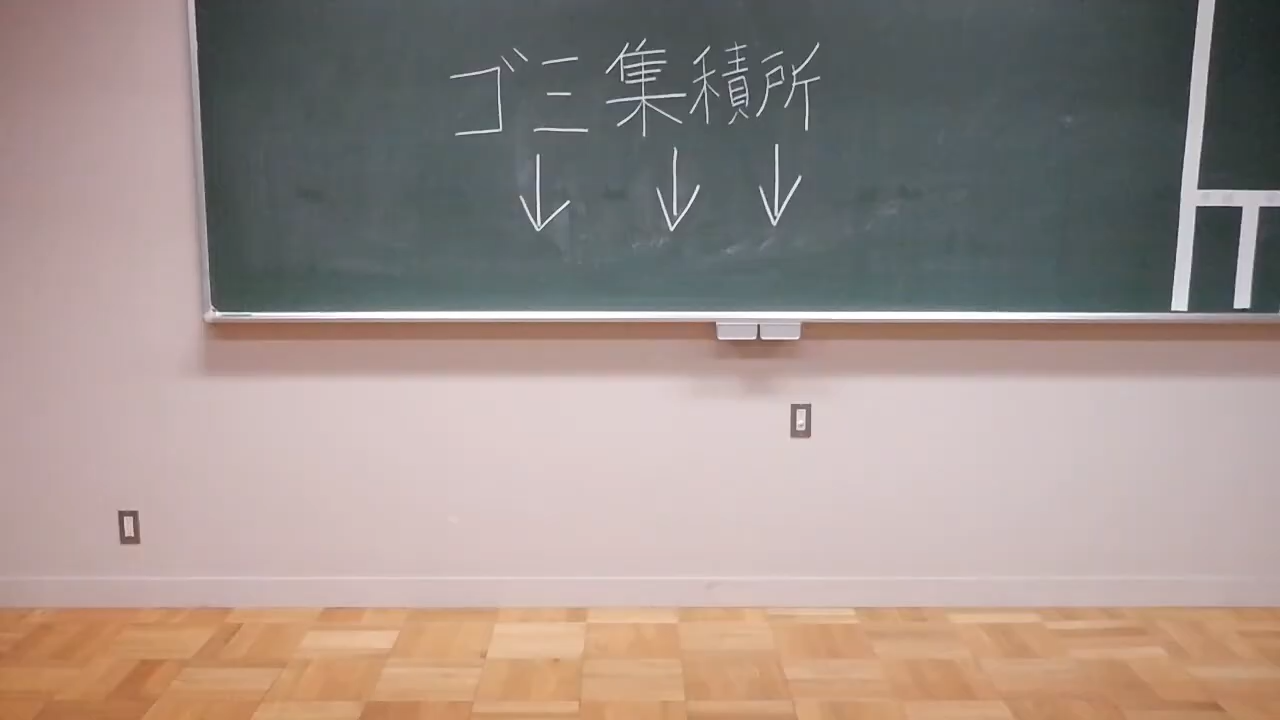 ゴミ集積所
↓ ↓ ↓